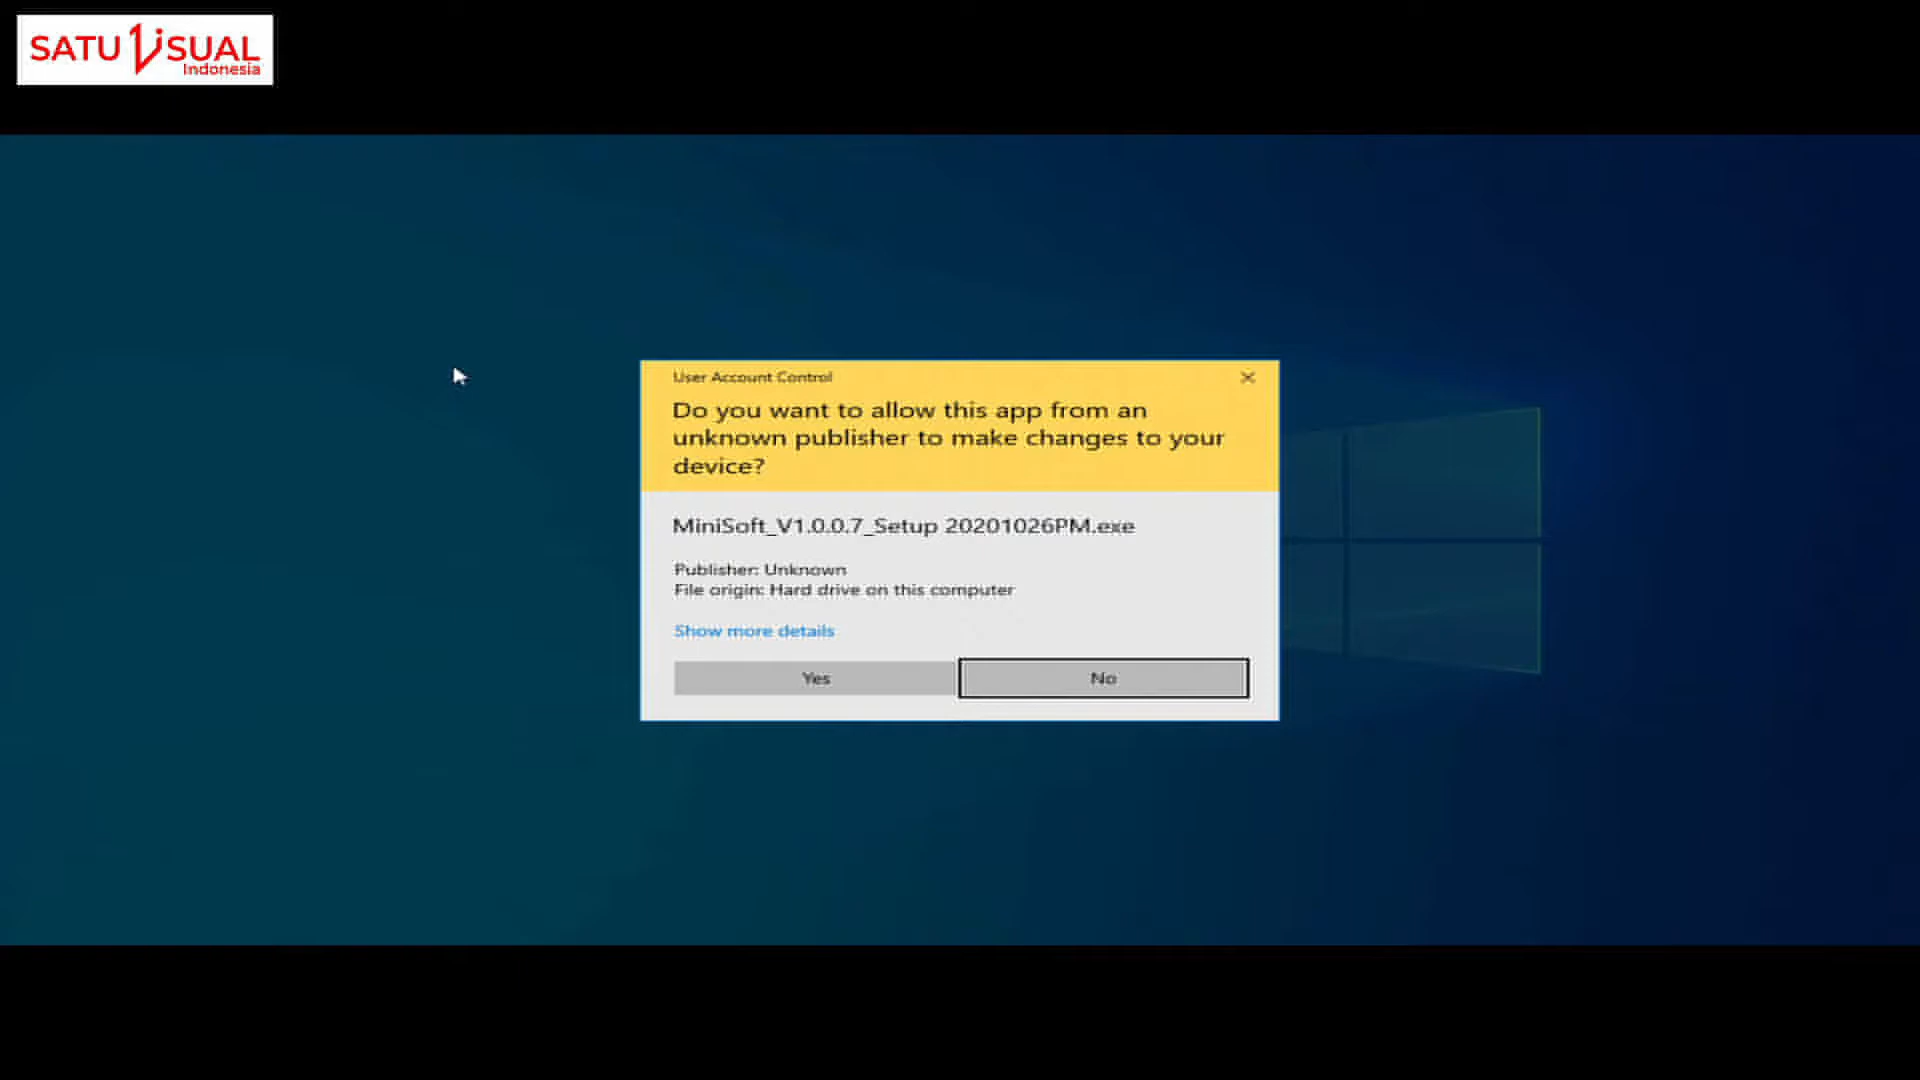 SATU VISUAL
Indonesia
User Account Control
Do you want to allow this app from an
unknown publisher to make changes to your
device?
MiniSoft_V1.0.0.7_Setup 20201026PM.exe
Publisher: Unknown
File origin: Hard drive on this computer
Show more details
Yes
No